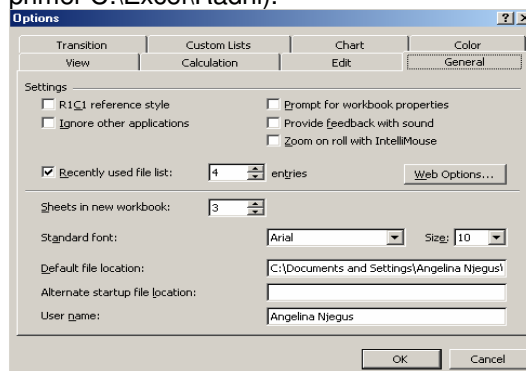 primer C:\Excel\Radni).
Options
Transition Custom Lists Chart Color
View Calculation Edit General
Settings
R1C1 reference style Prompt for workbook properties
Ignore other applications Provide feedback with sound
Zoom on roll with IntelliMouse
Recently used file list: 4 entries Web Options...
Sheets in new workbook: 3
Standard font: Arial Size: 10
Default file location: C:\Documents and Settings\Angelina Njegus\
Alternate startup file location:
User name: Angelina Njegus
OK Cancel